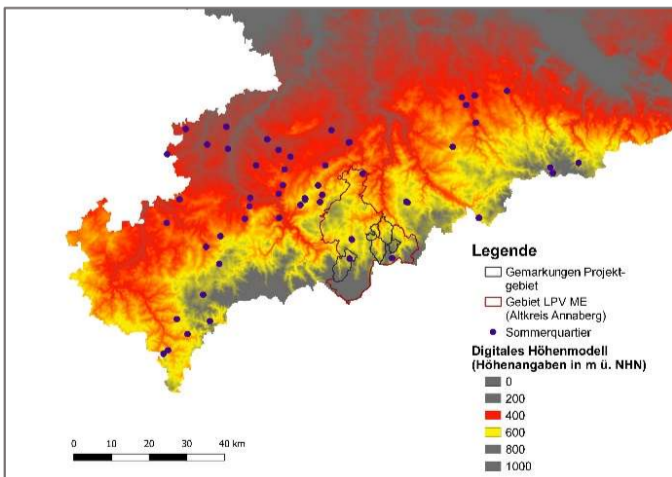 Legende
Gemarkungen Projekt-
gebiet
Gebiet LPV ME
(Altkreis Annaberg)
Sommerquartier
Digitales Höhenmodell
(Höhenangaben in m ü. NHN)
0
200
400
600
800
1000
0 10 20 30 40 km